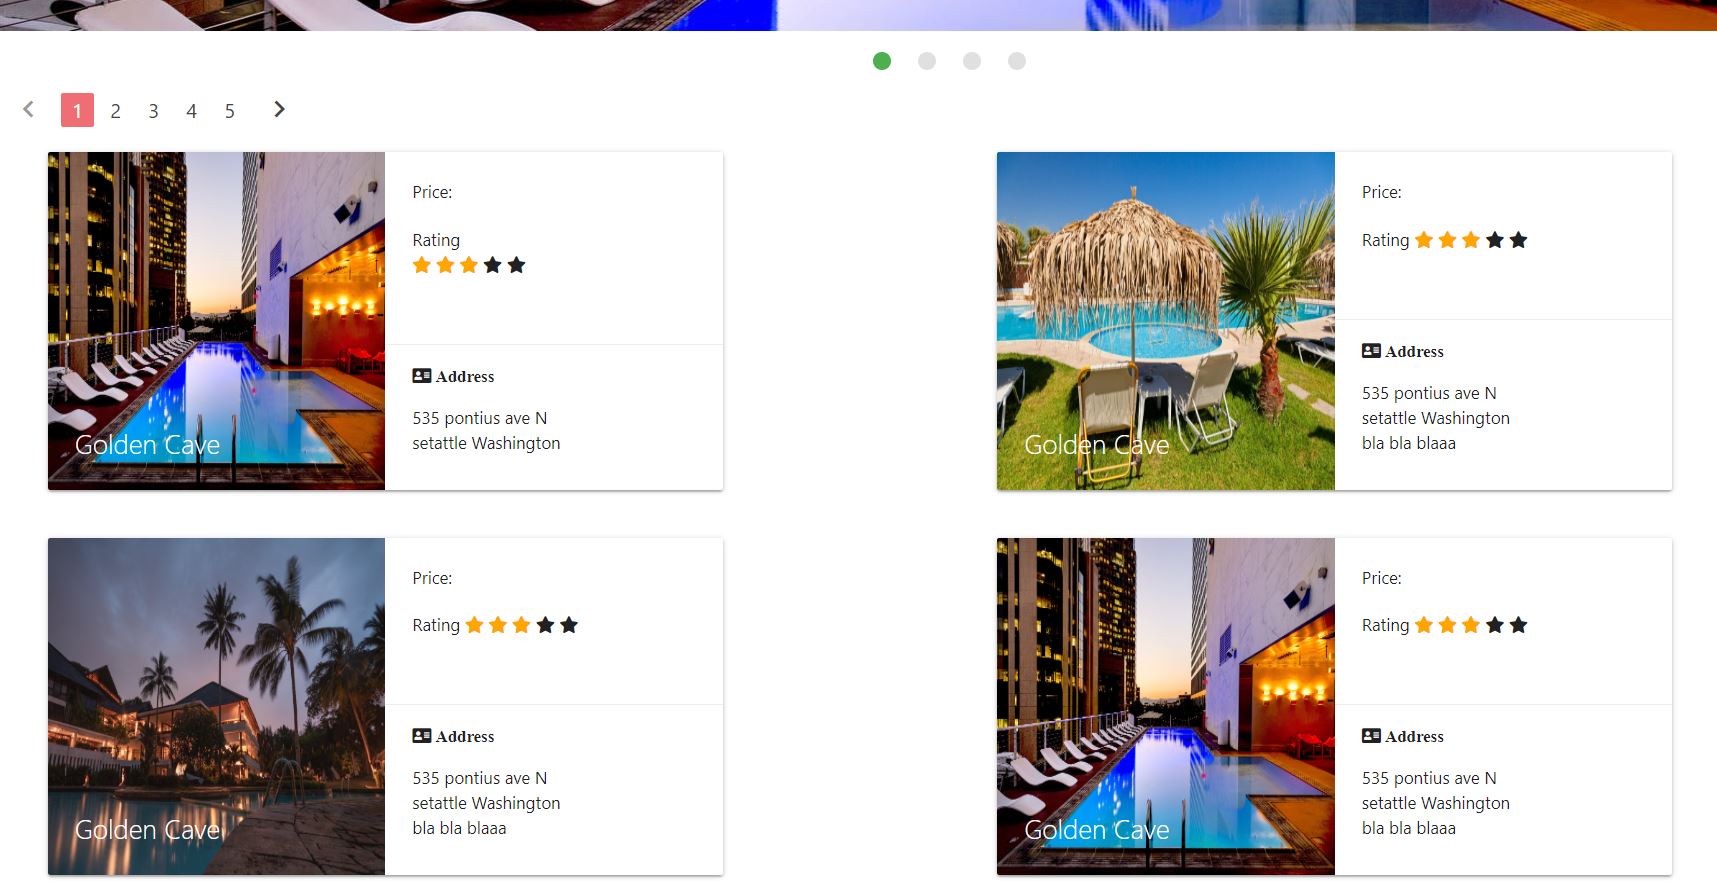 1 2 3 4 5
Price:
Rating
Address
535 pontius ave N
setattle Washington
Golden Cave
Price:
Rating
Address
535 pontius ave N
setattle Washington
bla bla blaaa
Golden Cave
Price:
Rating
Address
535 pontius ave N
setattle Washington
bla bla blaaa
Golden Cave
Price:
Rating
Address
535 pontius ave N
setattle Washington
bla bla blaaa
Golden Cave